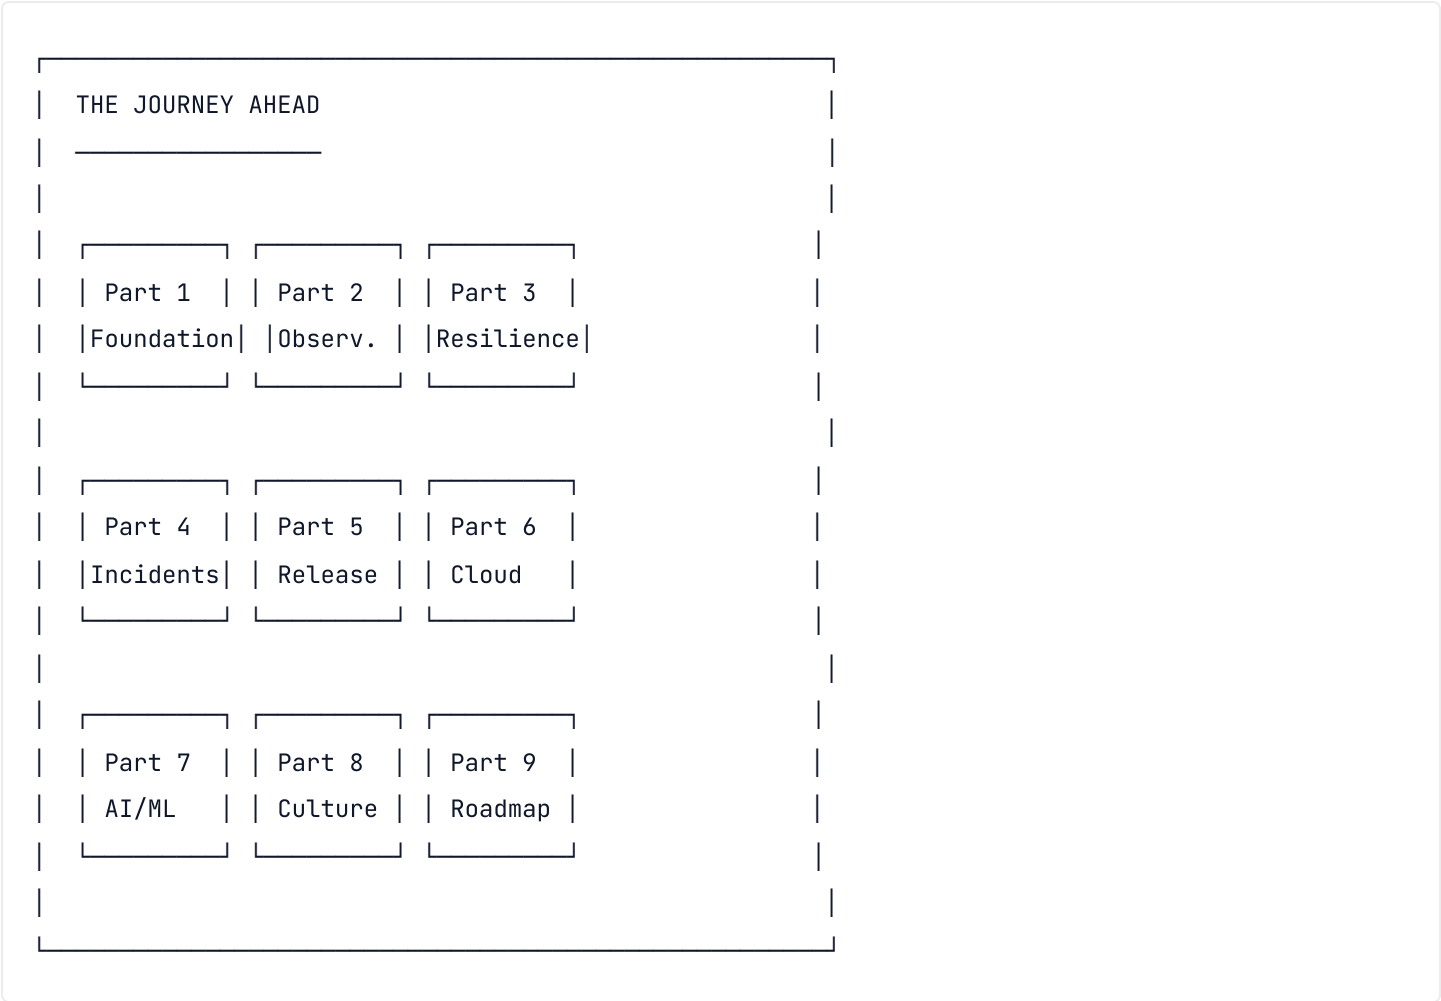 THE JOURNEY AHEAD
Part 1 Part 2 Part 3
Foundation Observ. Resilience
Part 4 Part 5 Part 6
Incidents Release Cloud
Part 7 Part 8 Part 9
AI/ML Culture Roadmap